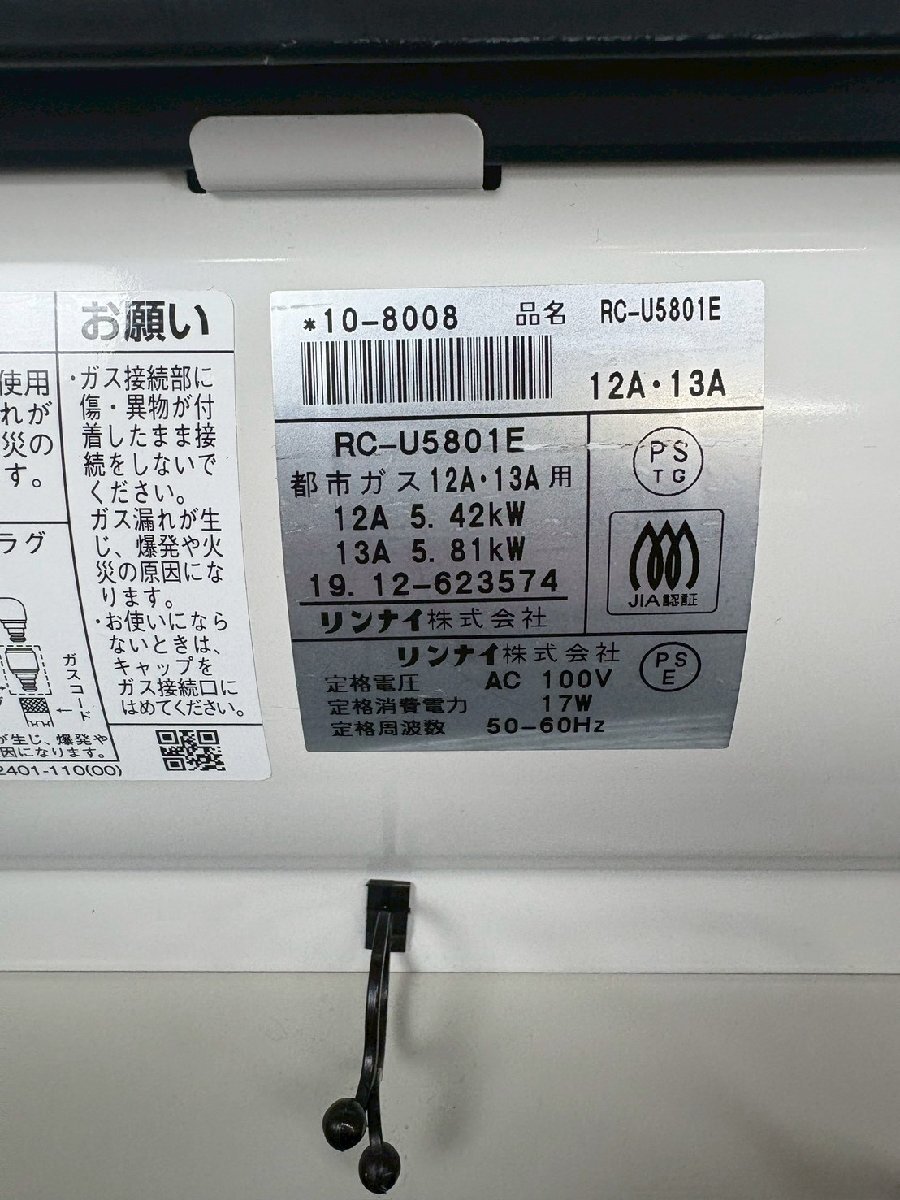 お願い
・ガス接続部に
傷・異物が付
着したまま接
続をしないで
ください。
ガス漏れが生
じ、爆発や火
災の原因にな
ります。
・お使いになら
ないときは、
キャップを
ガス接続口に
はめてください。
使用
れが
災の
す。
ラグ
ガスコード
が生じ、爆発や
因になります。
2401-110(00)
*10-8008 品名 RC-U5801E
12A・13A
RC-U5801E
都市ガス12A・13A用
12A 5.42kW
13A 5.81kW
19.12-623574
リンナイ株式会社
PS
TG
JIA認証
リンナイ株式会社
PS
E
定格電圧 AC 100V
定格消費電力 17W
定格周波数 50-60Hz